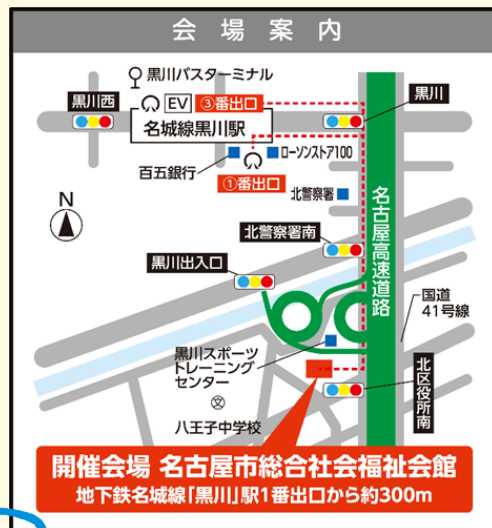 会場案内
黒川バスターミナル
黒川西
EV
③番出口
黒川
名城線黒川駅
ローソンストア100
百五銀行
①番出口
北警察署
N
名古屋高速道路
北警察署南
黒川出入口
国道
41号線
黒川スポーツ
トレーニング
センター
文
北区役所南
八王子中学校
開催会場 名古屋市総合社会福祉会館
地下鉄名城線「黒川」駅1番出口から約300m